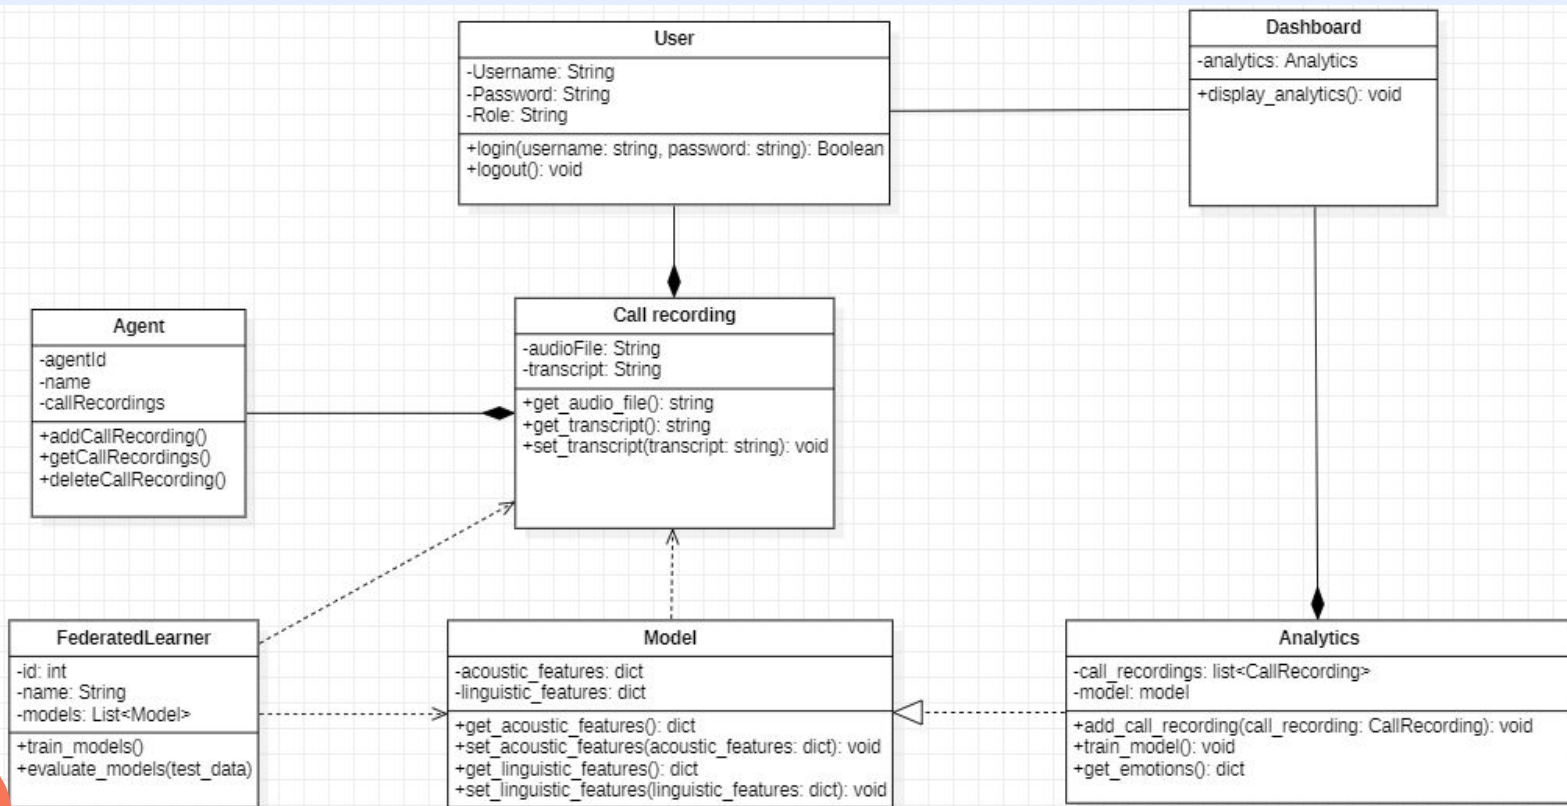 User
-Username: String
-Password: String
-Role: String
+login(username: string, password: string): Boolean
+logout(): void
Dashboard
-analytics: Analytics
+display_analytics(): void
Agent
-agentId
-name
-callRecordings
+addCallRecording()
+getCallRecordings()
+deleteCallRecording()
Call recording
-audioFile: String
-transcript: String
+get_audio_file(): string
+get_transcript(): string
+set_transcript(transcript: string): void
FederatedLearner
-id: int
-name: String
-models: List<Model>
+train_models()
+evaluate_models(test_data)
Model
-acoustic_features: dict
-linguistic_features: dict
+get_acoustic_features(): dict
+set_acoustic_features(acoustic_features: dict): void
+get_linguistic_features(): dict
+set_linguistic_features(linguistic_features: dict): void
Analytics
-call_recordings: list<CallRecording>
-model: model
+add_call_recording(call_recording: CallRecording): void
+train_model(): void
+get_emotions(): dict